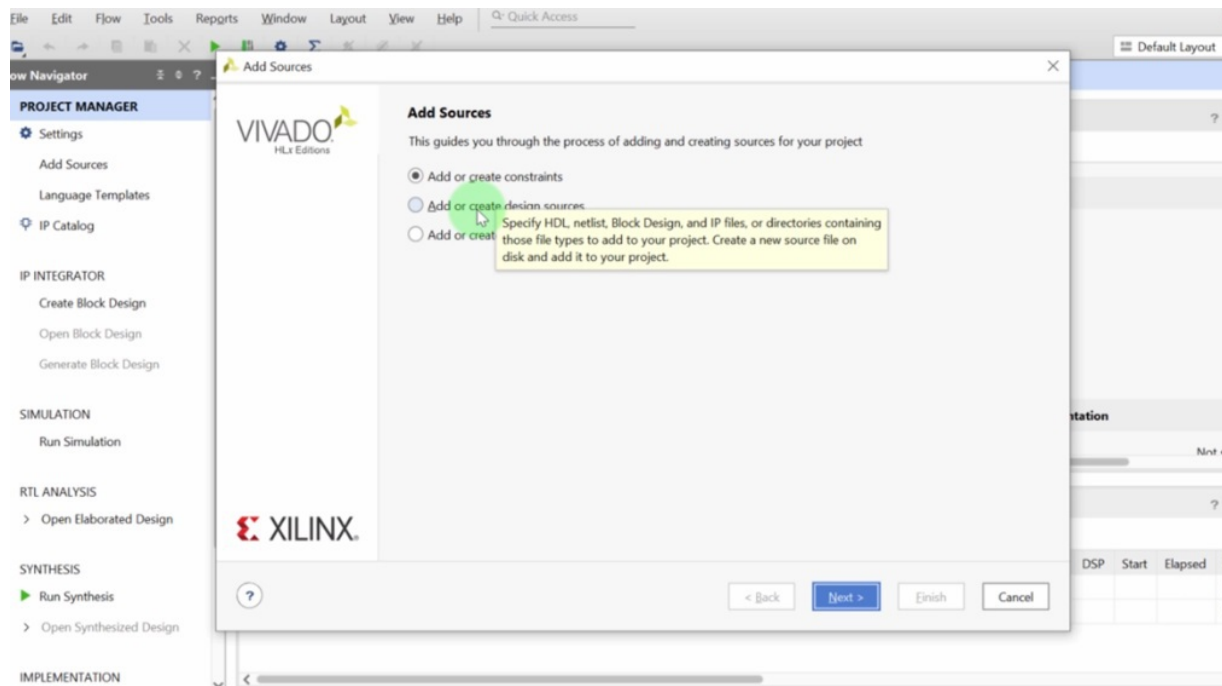 File Edit Flow Tools Reports Window Layout View Help Quick Access
Default Layout
ow Navigator ?
PROJECT MANAGER
Settings
Add Sources
Language Templates
IP Catalog
IP INTEGRATOR
Create Block Design
Open Block Design
Generate Block Design
SIMULATION
Run Simulation
RTL ANALYSIS
> Open Elaborated Design
SYNTHESIS
Run Synthesis
> Open Synthesized Design
IMPLEMENTATION
Add Sources
VIVADO
HLx Editions
Add Sources
This guides you through the process of adding and creating sources for your project
Add or create constraints
Add or create design sources
Add or creat
Specify HDL, netlist, Block Design, and IP files, or directories containing
those file types to add to your project. Create a new source file on
disk and add it to your project.
XILINX
?
< Back Next > Finish Cancel
?
ntation
Not
?
DSP Start Elapsed